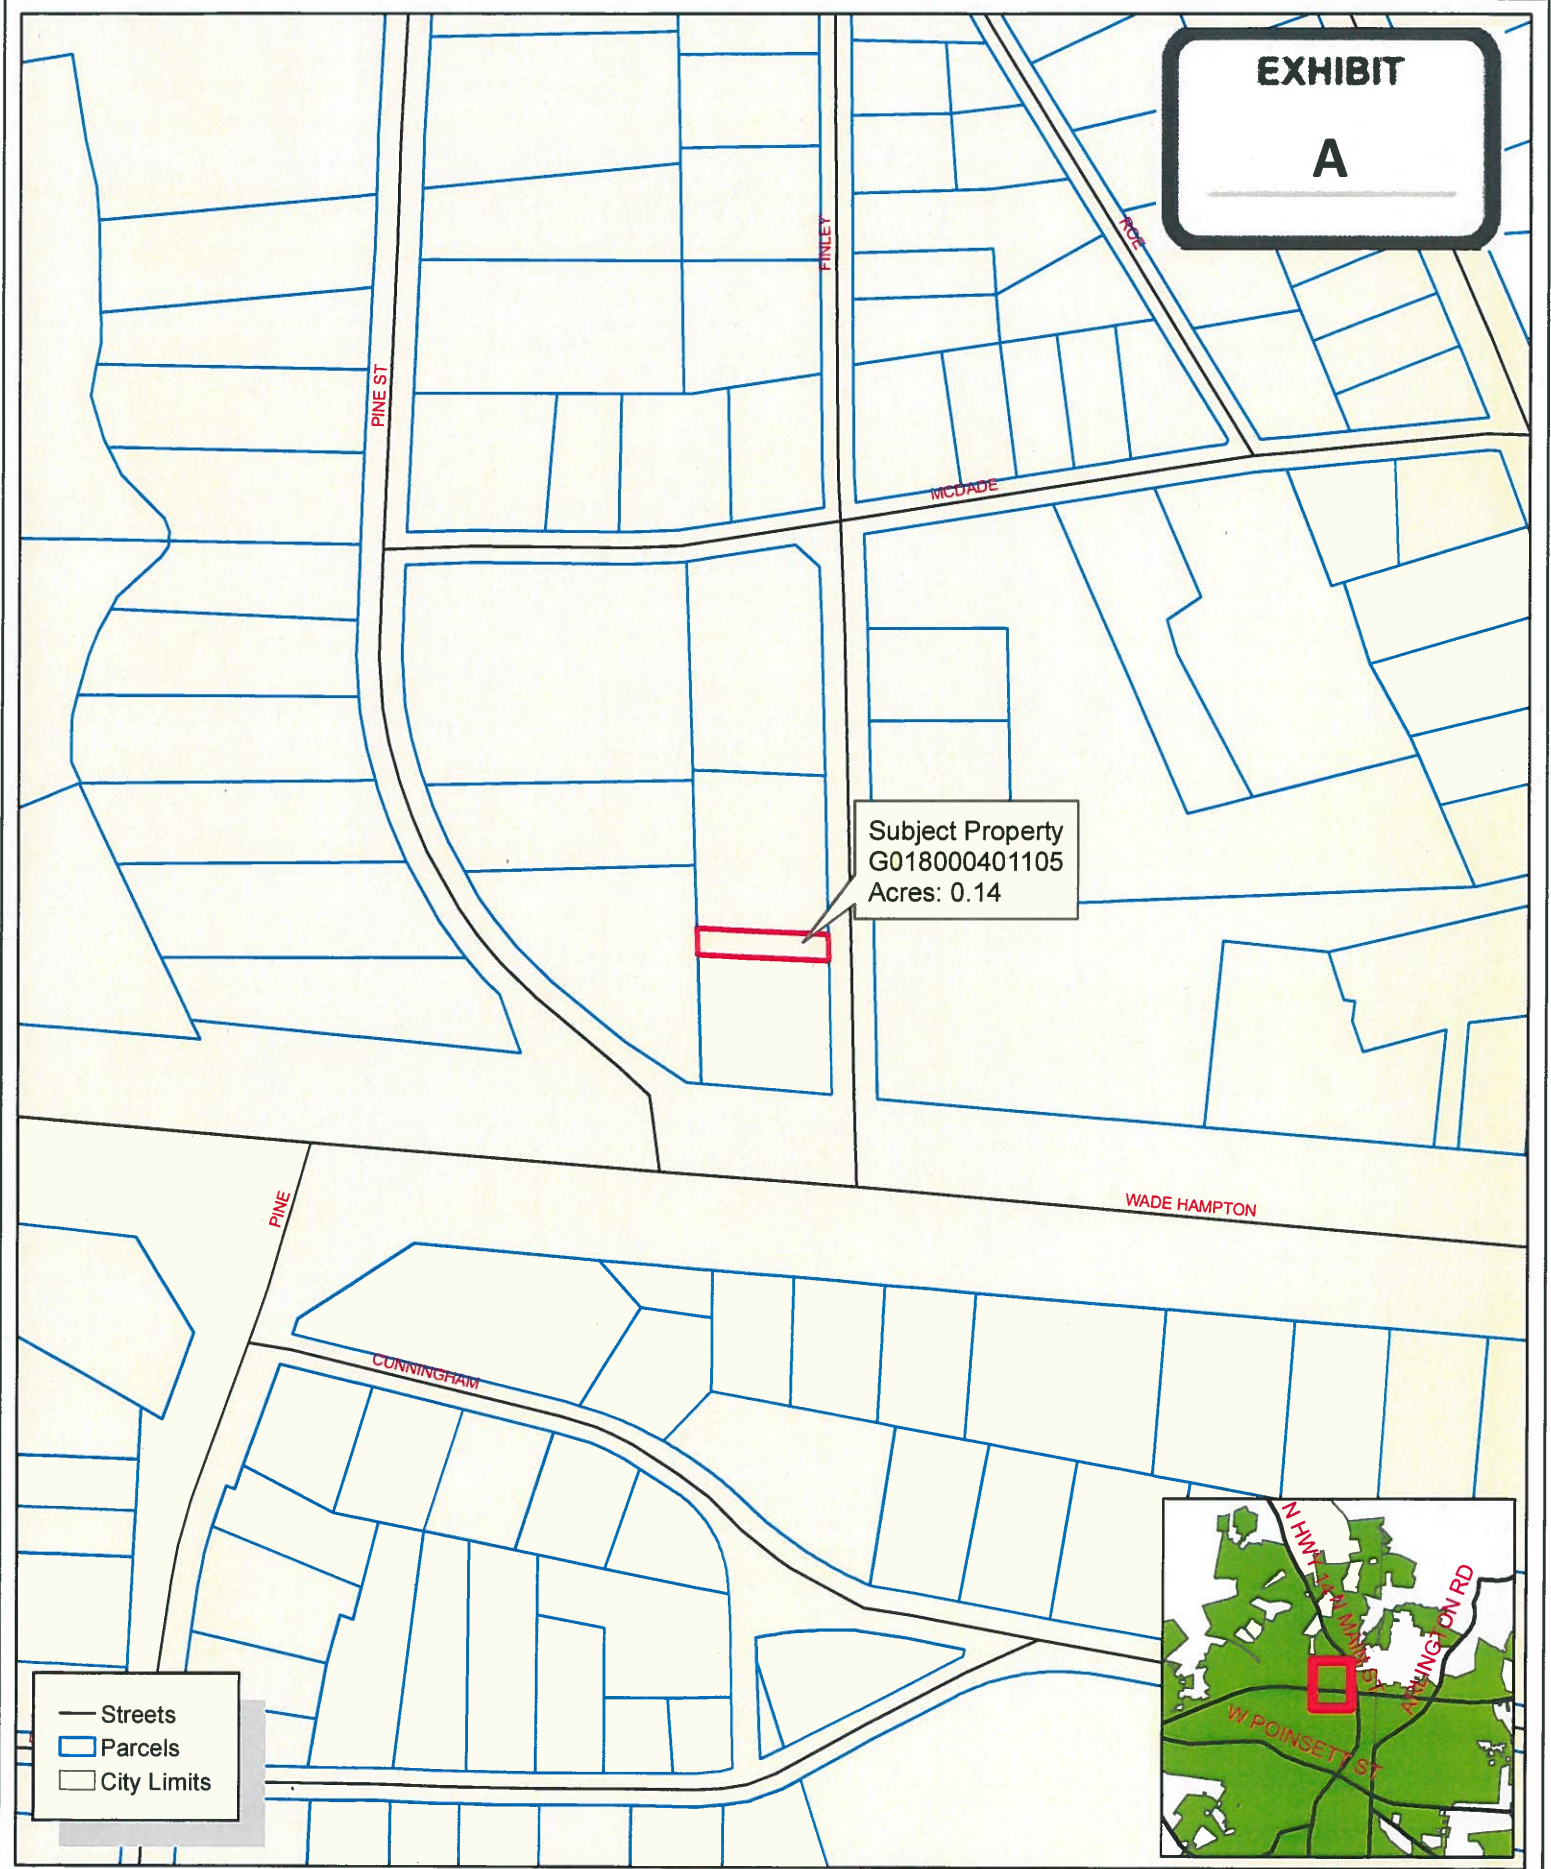 EXHIBIT
A
FINLEY
ROE
PINE ST
MCDADE
Subject Property
G018000401105
Acres: 0.14
WADE HAMPTON
PINE
CUNNINGHAM
N HWY 14
N MAIN ST
ARLINGTON RD
W POINSETT ST
Streets
Parcels
City Limits